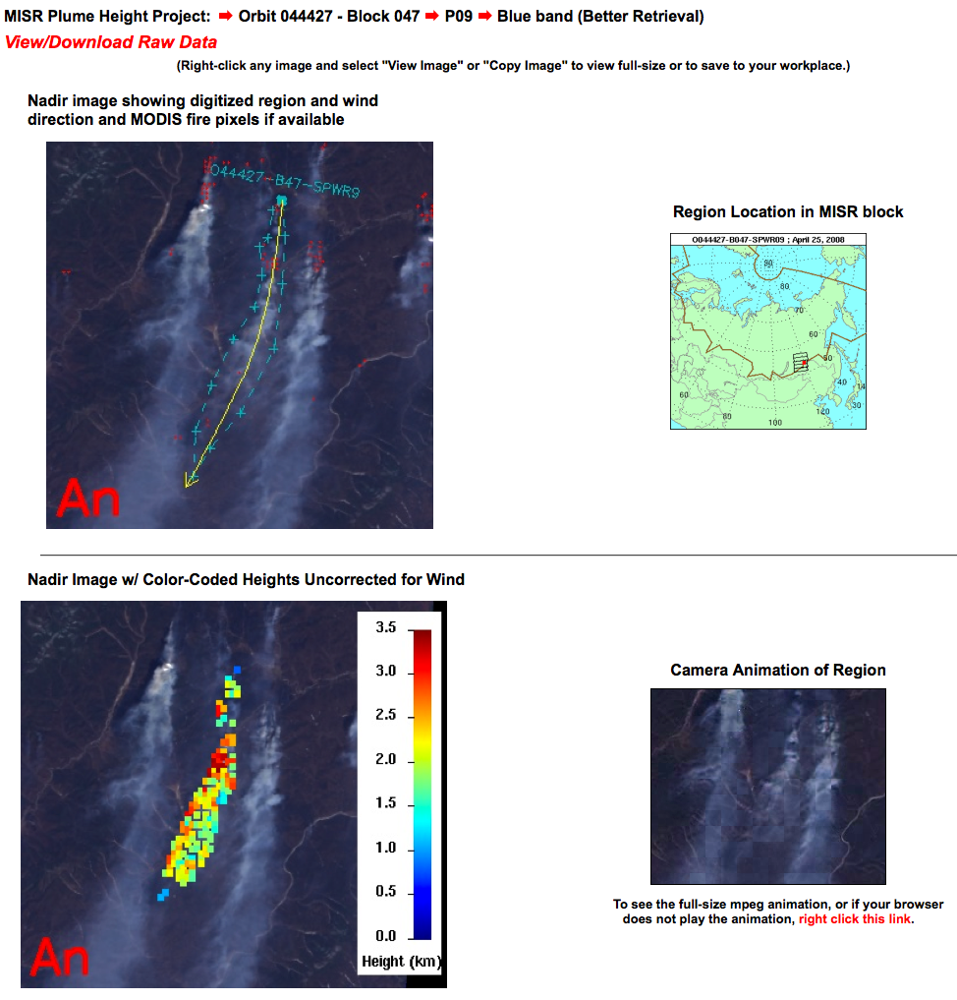 MISR Plume Height Project: ➡ Orbit 044427 - Block 047 ➡ P09 ➡ Blue band (Better Retrieval)
View/Download Raw Data
(Right-click any image and select "View Image" or "Copy Image" to view full-size or to save to your workplace.)
Nadir image showing digitized region and wind
direction and MODIS fire pixels if available
O44427-B47-SPWR9
An
Region Location in MISR block
O044427-B047-SPWR09 ; April 25, 2008
90
80
70
60
50
40
14
30
60
80
100
120
Nadir Image w/ Color-Coded Heights Uncorrected for Wind
3.5
3.0
2.5
2.0
1.5
1.0
0.5
0.0
Height (km)
An
Camera Animation of Region
To see the full-size mpeg animation, or if your browser
does not play the animation, right click this link.